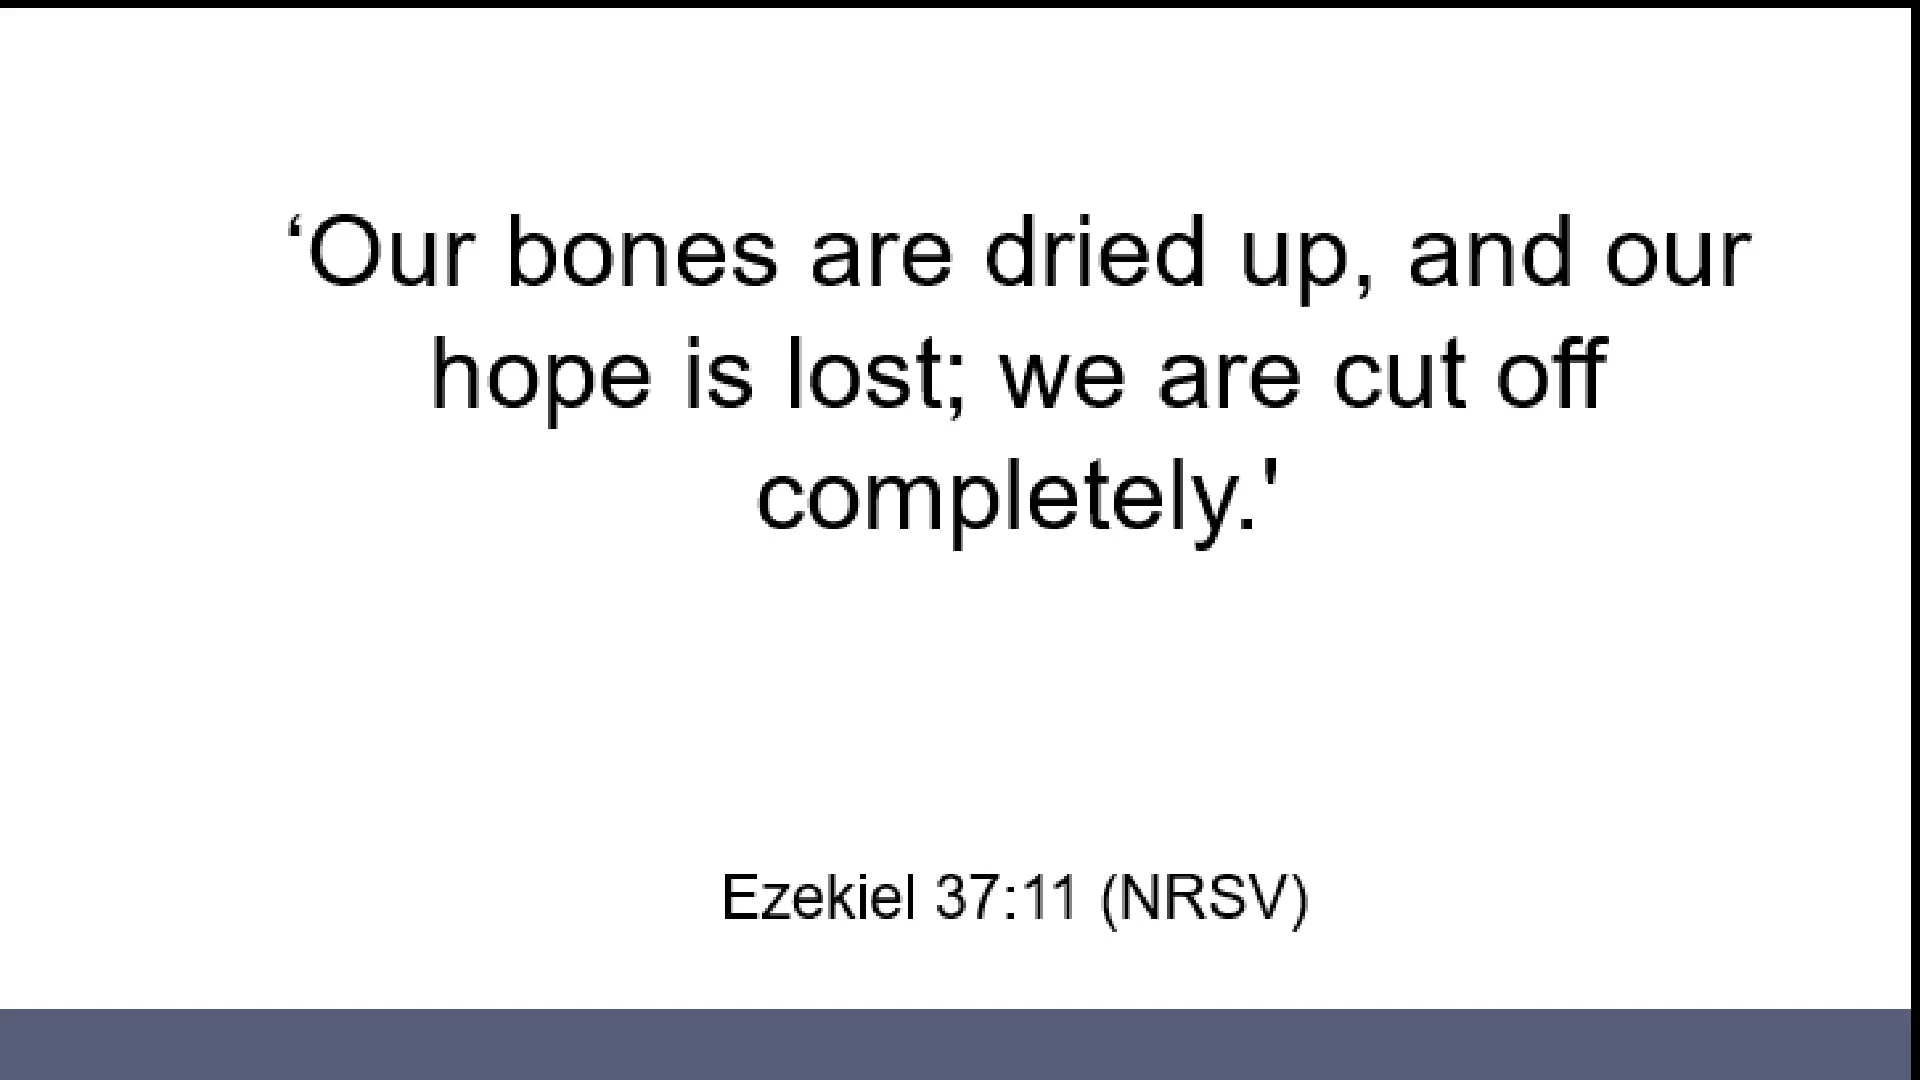 ‘Our bones are dried up, and our
hope is lost; we are cut off
completely.'
Ezekiel 37:11 (NRSV)